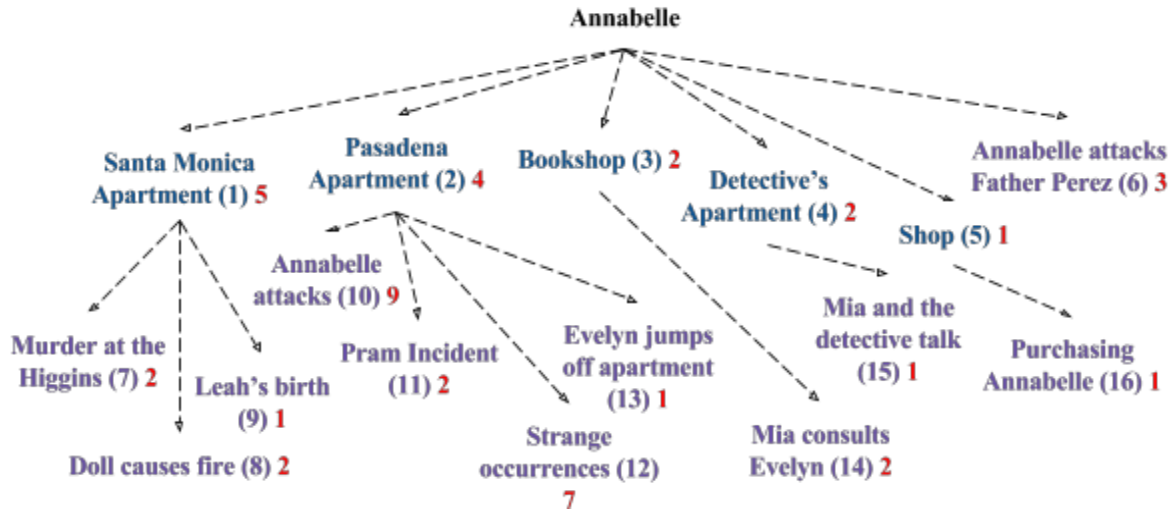 Annabelle
Santa Monica
Apartment (1) 5
Pasadena
Apartment (2) 4
Bookshop (3) 2
Detective's
Apartment (4) 2
Shop (5) 1
Annabelle attacks
Father Perez (6) 3
Murder at the
Higgins (7) 2
Doll causes fire (8) 2
Leah's birth
(9) 1
Annabelle
attacks (10) 9
Pram Incident
(11) 2
Strange
occurrences (12)
7
Evelyn jumps
off apartment
(13) 1
Mia consults
Evelyn (14) 2
Mia and the
detective talk
(15) 1
Purchasing
Annabelle (16) 1